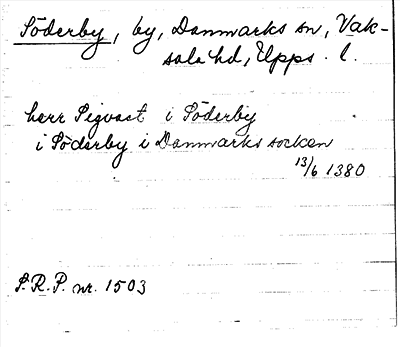 Söderby, by, Danmarks sn, Vak-
sala hd, Upps. l.
herr Sigvast i Söderby
i Söderby i Danmarks socken
13/6 1380
S.R.P. nr. 1503